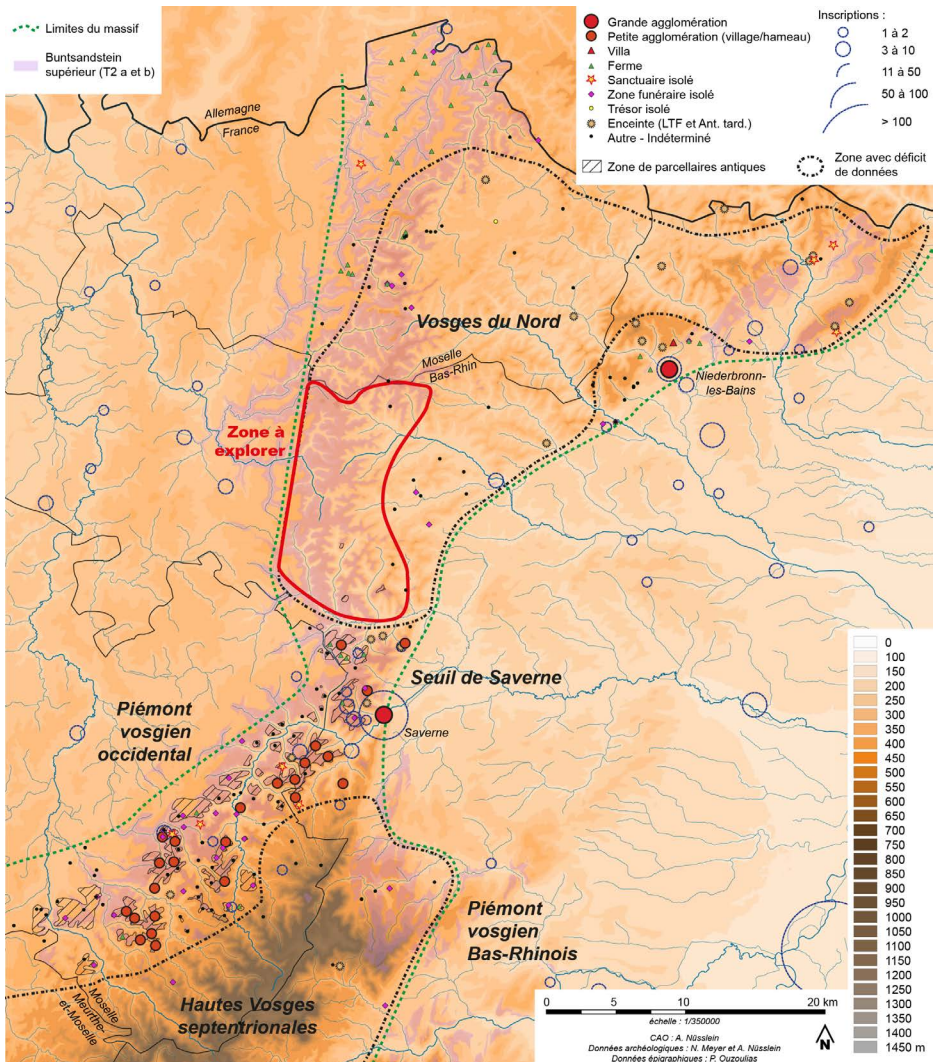 Limites du massif
Buntsandstein
supérieur (T2 a et b)
Grande agglomération
Petite agglomération (village/hameau)
Villa
Ferme
Sanctuaire isolé
Zone funéraire isolé
Trésor isolé
Enceinte (LTF et Ant. tard.)
Autre - Indéterminé
Zone de parcellaires antiques
Inscriptions :
1 à 2
3 à 10
11 à 50
50 à 100
> 100
Zone avec déficit
de données
Allemagne
France
Vosges du Nord
Moselle
Bas-Rhin
Niederbronn-
les-Bains
Zone à
explorer
Seuil de Saverne
Saverne
Piémont
vosgien
occidental
Piémont
vosgien
Bas-Rhinois
Hautes Vosges
septentrionales
Moselle
Meurthe-
et-Moselle
0
100
150
200
250
300
350
400
450
500
550
600
650
700
750
800
850
900
950
1000
1050
1100
1150
1200
1250
1300
1350
1400
1450 m
0 5 10 20 km
échelle : 1/350000
CAO : A. Nüsslein
Données archéologiques : N. Meyer et A. Nüsslein
Données épigraphiques : P. Ouzoulias
N